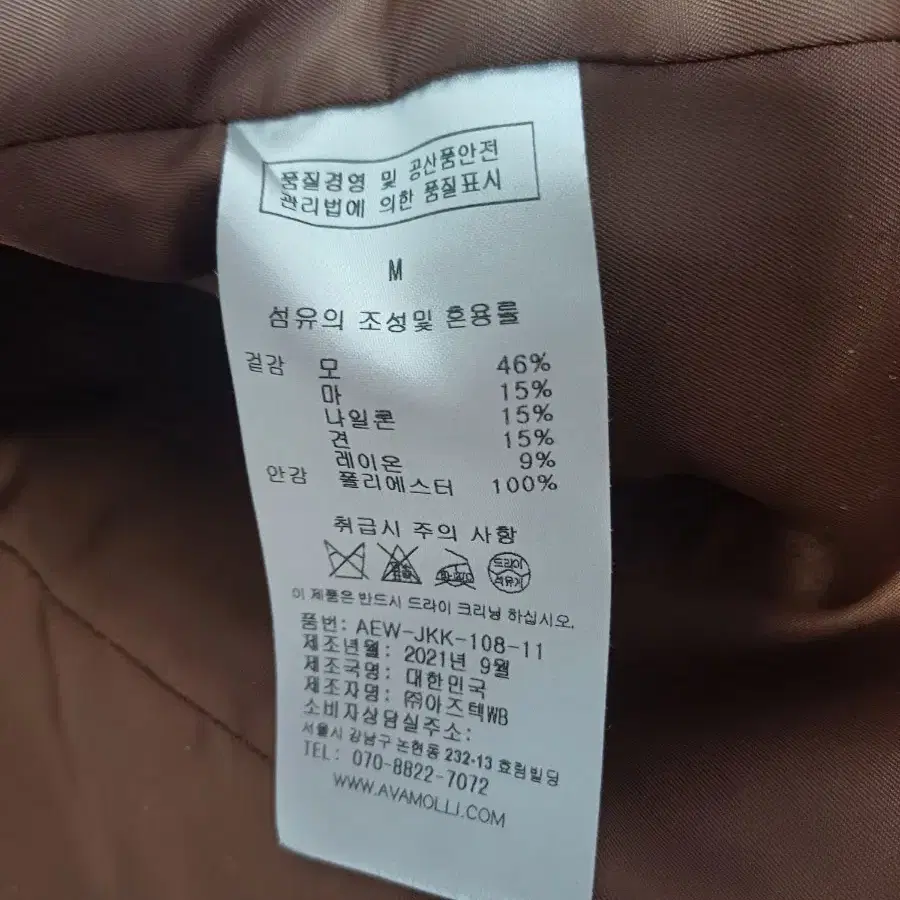 품질경영 및 공산품안전
관리법에 의한 품질표시
M
섬유의 조성및 혼용률
겉감 모 46%
마 15%
나일론 15%
견 15%
레이온 9%
안감 폴리에스터 100%
취급시 주의 사항
드라이
석유계
이 제품은 반드시 드라이 크리닝 하십시오.
품번: AEW-JKK-108-11
제조년월: 2021년 9월
제조국명: 대한민국
제조자명: ㈜아즈텍WB
소비자상담실주소:
서울시 강남구 논현동 232-13 효림빌딩
TEL: 070-8822-7072
WWW.AVAMOLLI.COM